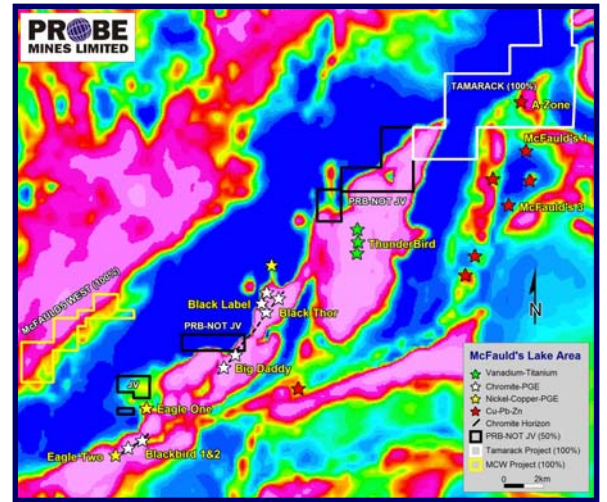 PROBE
MINES LIMITED
TAMARACK (100%)
A-Zone
McFauld's 1
McFauld's 3
PRB-NOT JV
ThunderBird
McFAULD'S WEST (100%)
Black Label
Black Thor
PRB-NOT JV
Big Daddy
JV
Eagle One
Eagle Two
Blackbird 1&2
N
McFauld's Lake Area
Vanadium-Titanium
Chromite-PGE
Nickel-Copper-PGE
Cu-Pb-Zn
Chromite Horizon
PRB-NOT JV (50%)
Tamarack Project (100%)
MCW Project (100%)
0 2km